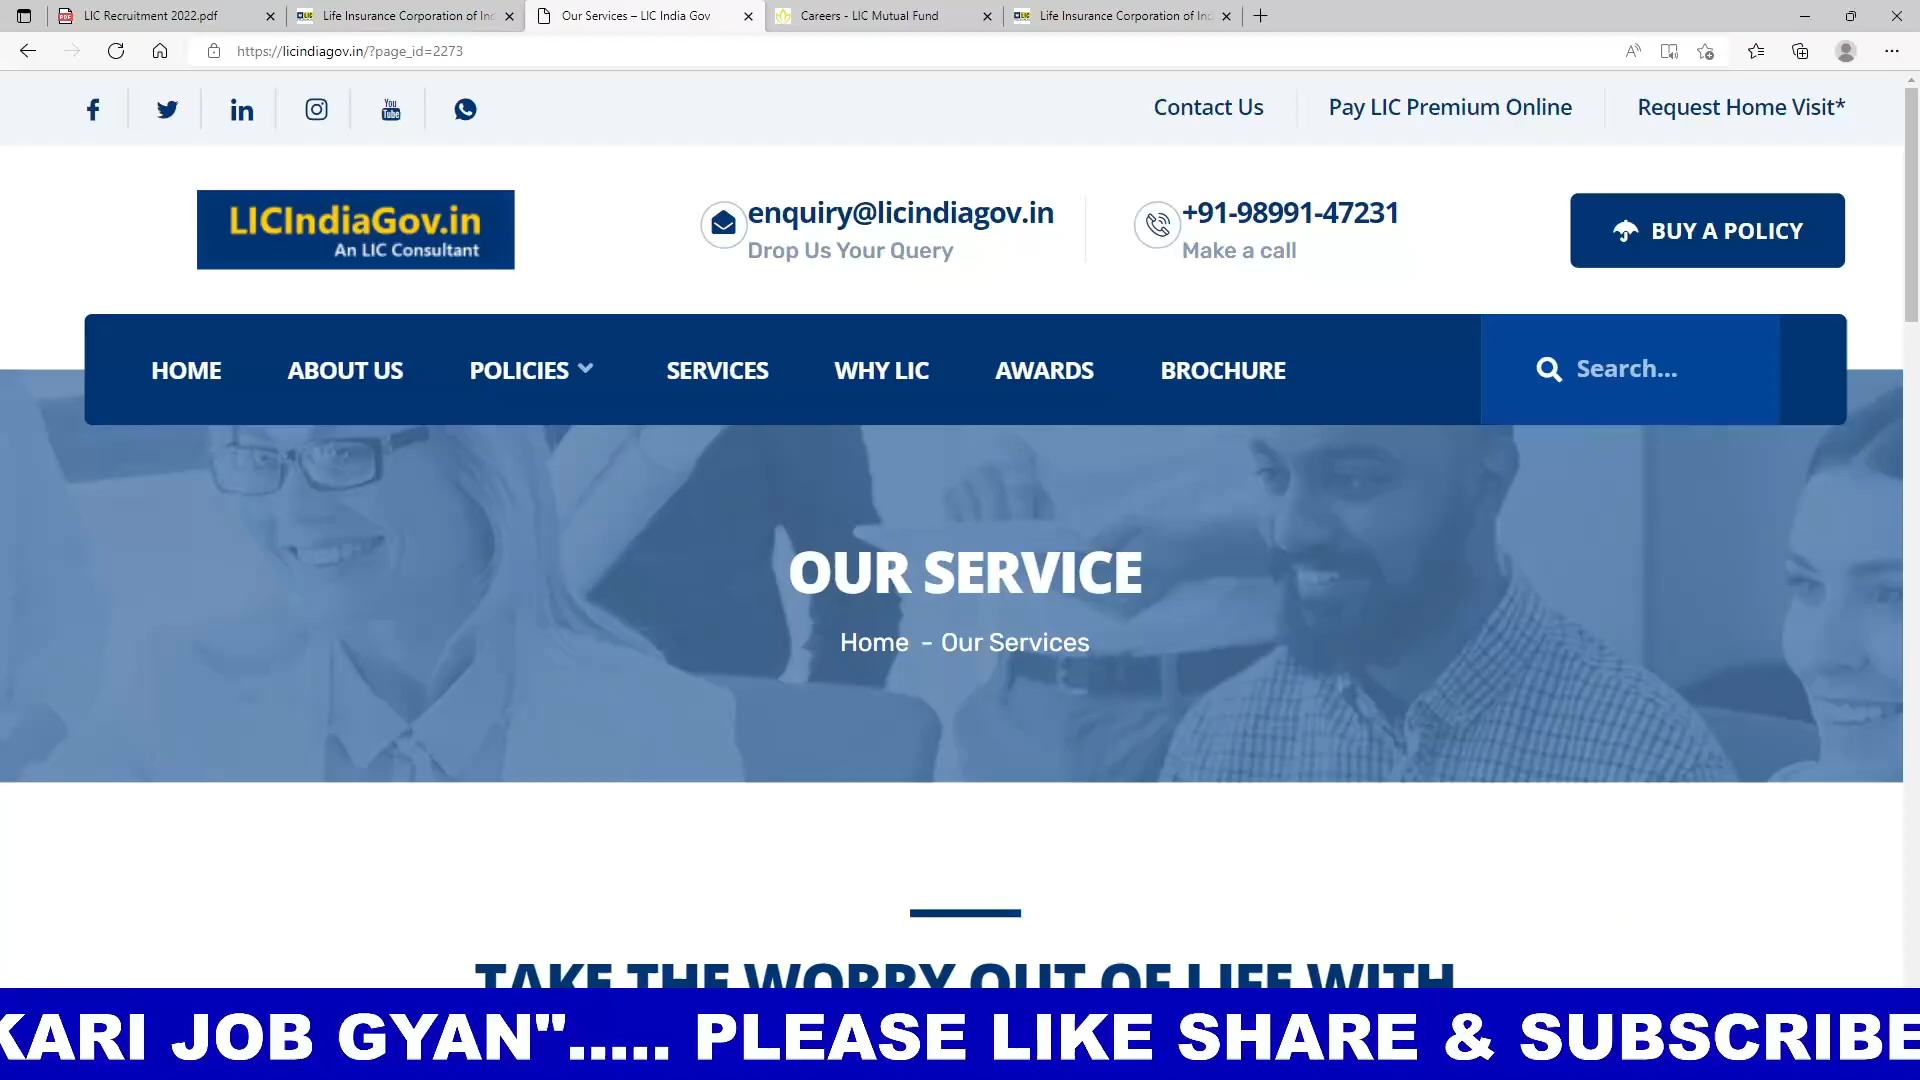 LIC Recruitment 2022.pdf
Life Insurance Corporation of Ind
Our Services – LIC India Gov
Careers - LIC Mutual Fund
Life Insurance Corporation of Ind
https://licindiagov.in/?page_id=2273
You
Tube
Contact Us
Pay LIC Premium Online
Request Home Visit*
LICIndiaGov.in
An LIC Consultant
enquiry@licindiagov.in
Drop Us Your Query
+91-98991-47231
Make a call
BUY A POLICY
HOME
ABOUT US
POLICIES
SERVICES
WHY LIC
AWARDS
BROCHURE
Search...
OUR SERVICE
Home - Our Services
TAKE THE WORRY OUT OF LIFE WITH
KARI JOB GYAN"..... PLEASE LIKE SHARE & SUBSCRIBE